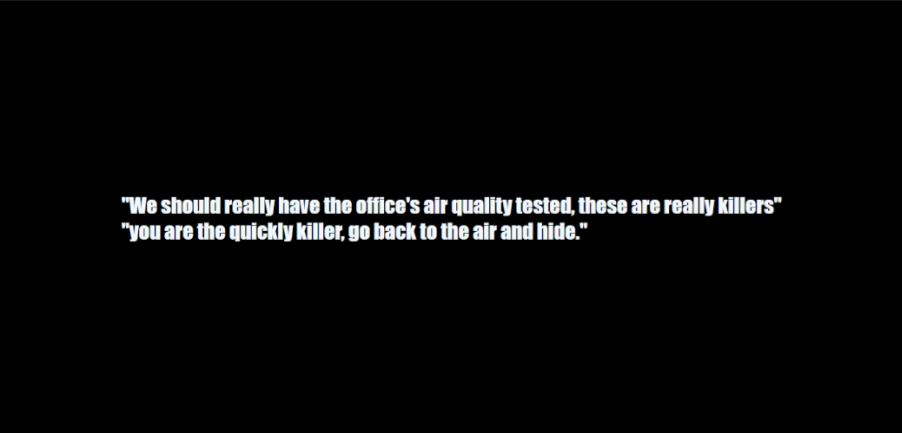 "We should really have the office's air quality tested, these are really killers"
"you are the quickly killer, go back to the air and hide."